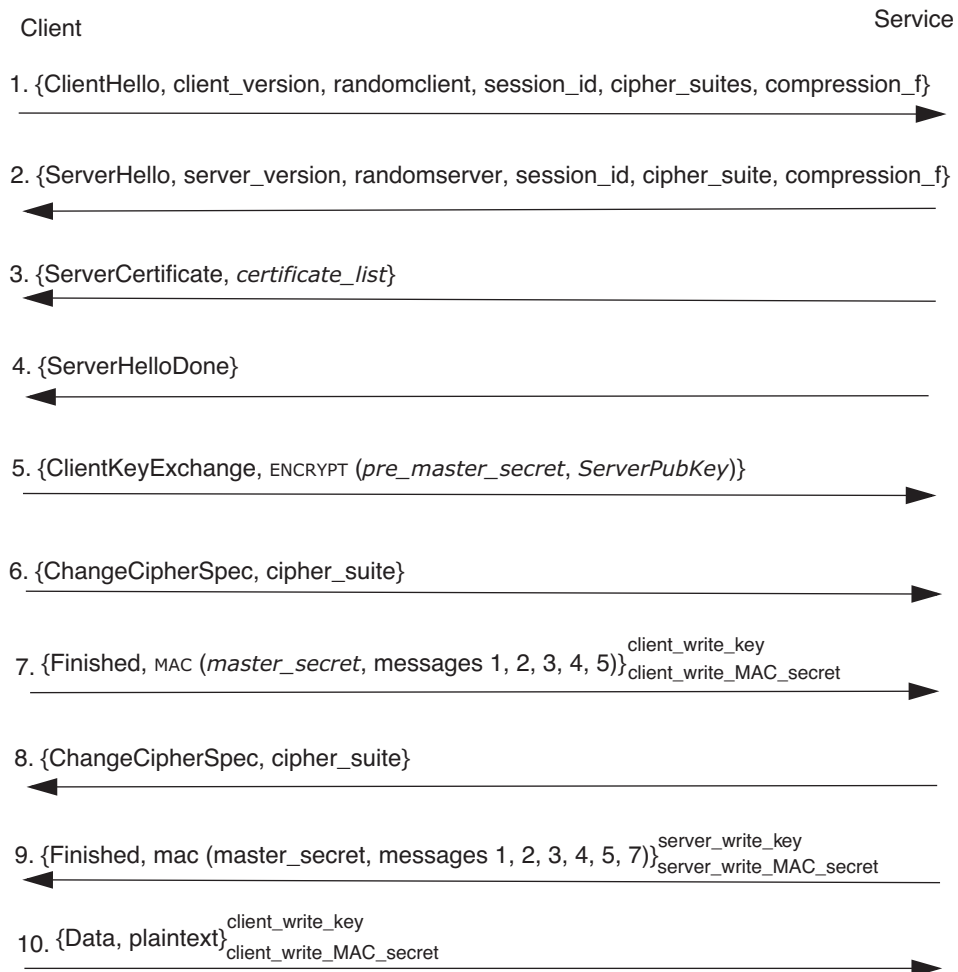 Client
Service
1. {ClientHello, client_version, randomclient, session_id, cipher_suites, compression_f}
2. {ServerHello, server_version, randomserver, session_id, cipher_suite, compression_f}
3. {ServerCertificate, certificate_list}
4. {ServerHelloDone}
5. {ClientKeyExchange, ENCRYPT (pre_master_secret, ServerPubKey)}
6. {ChangeCipherSpec, cipher_suite}
7. {Finished, MAC (master_secret, messages 1, 2, 3, 4, 5)} client_write_key
client_write_MAC_secret
8. {ChangeCipherSpec, cipher_suite}
9. {Finished, mac (master_secret, messages 1, 2, 3, 4, 5, 7)} server_write_key
server_write_MAC_secret
10. {Data, plaintext} client_write_key
client_write_MAC_secret